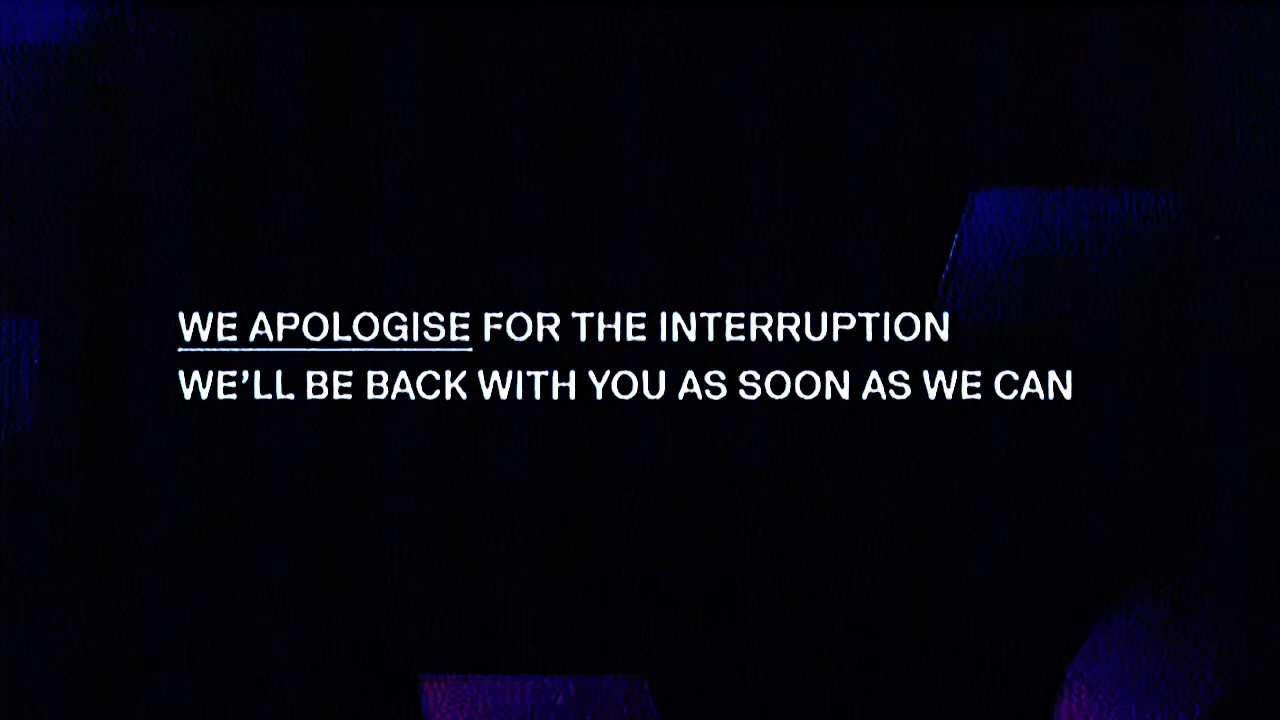 WE APOLOGISE FOR THE INTERRUPTION
WE'LL BE BACK WITH YOU AS SOON AS WE CAN